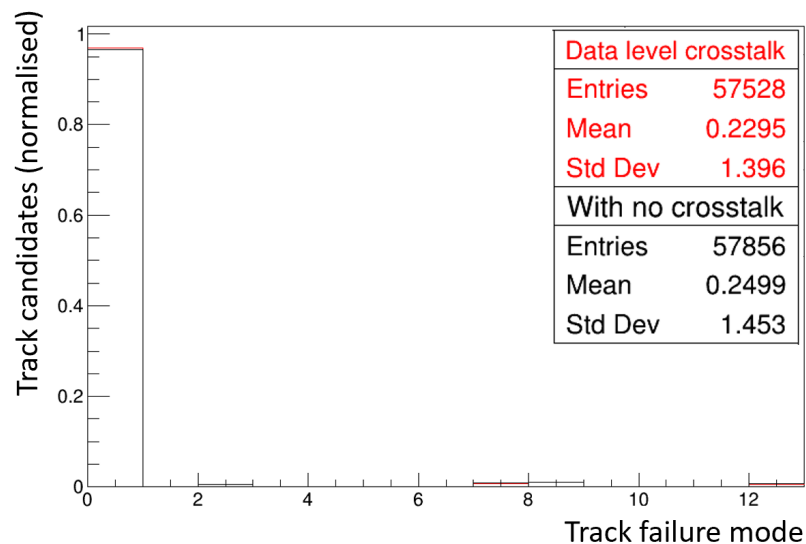 Track candidates (normalised)
1
0.8
0.6
0.4
0.2
0
0 2 4 6 8 10 12
Track failure mode
Data level crosstalk
Entries 57528
Mean 0.2295
Std Dev 1.396
With no crosstalk
Entries 57856
Mean 0.2499
Std Dev 1.453